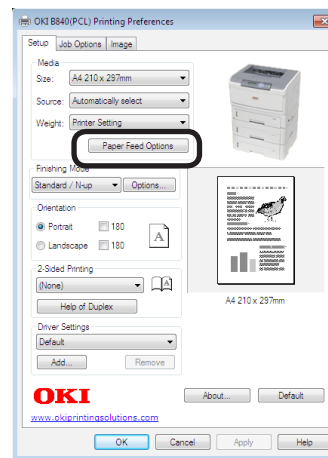 OKI B840(PCL) Printing Preferences
Setup Job Options Image
Media
Size: A4 210 x 297mm
Source: Automatically select
Weight: Printer Setting
Paper Feed Options
Finishing Mode
Standard / N-up Options...
Orientation
Portrait 180
Landscape 180
A
2-Sided Printing
(None)
Help of Duplex
A4 210 x 297mm
Driver Settings
Default
Add... Remove
OKI
About... Default
www.okiprintingsolutions.com
OK Cancel Apply Help